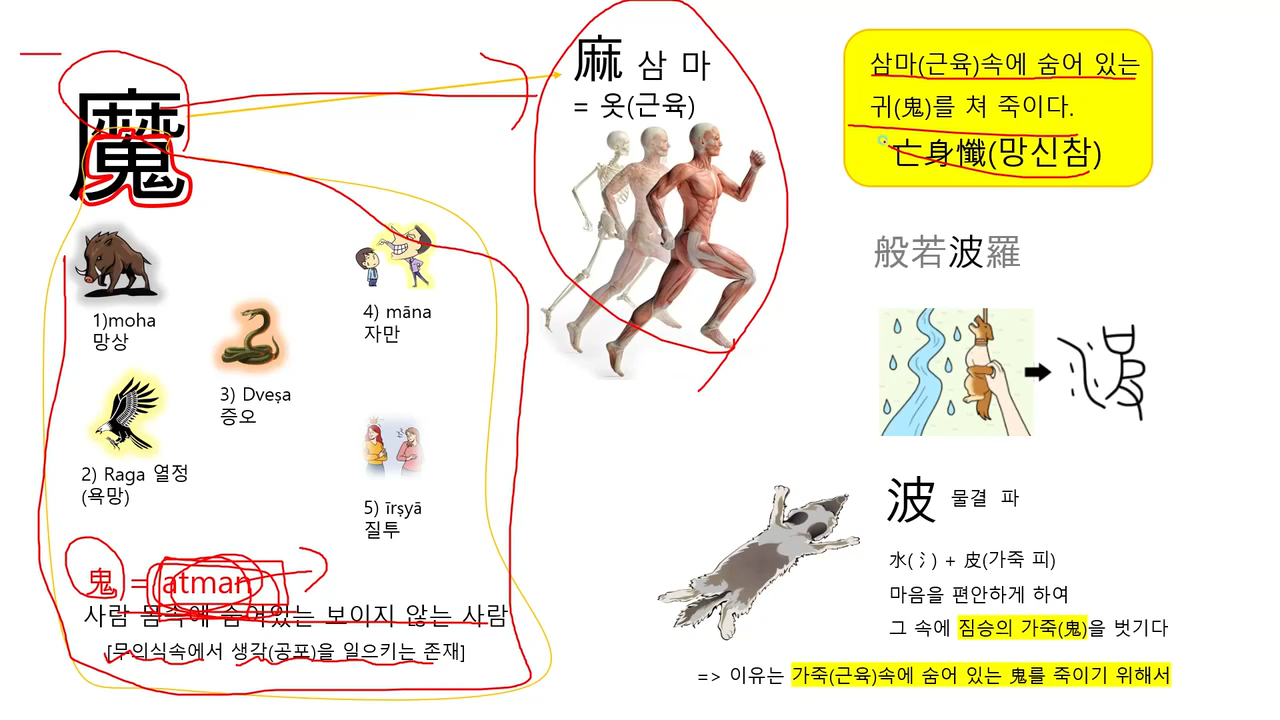 魔
麻 삼 마
= 옷(근육)
삼마(근육)속에 숨어 있는
귀(鬼)를 쳐 죽이다.
亡身懺(망신참)
般若波羅
1)moha
망상
2) Raga 열정
(욕망)
3) Dveṣa
증오
4) māna
자만
5) īrṣyā
질투
鬼 = atman
사람 몸속에 숨어있는 보이지 않는 사람
[무의식속에서 생각(공포)을 일으키는 존재]
波 물결 파
水(氵) + 皮(가죽 피)
마음을 편안하게 하여
그 속에 짐승의 가죽(鬼)을 벗기다
=> 이유는 가죽(근육)속에 숨어 있는 鬼를 죽이기 위해서